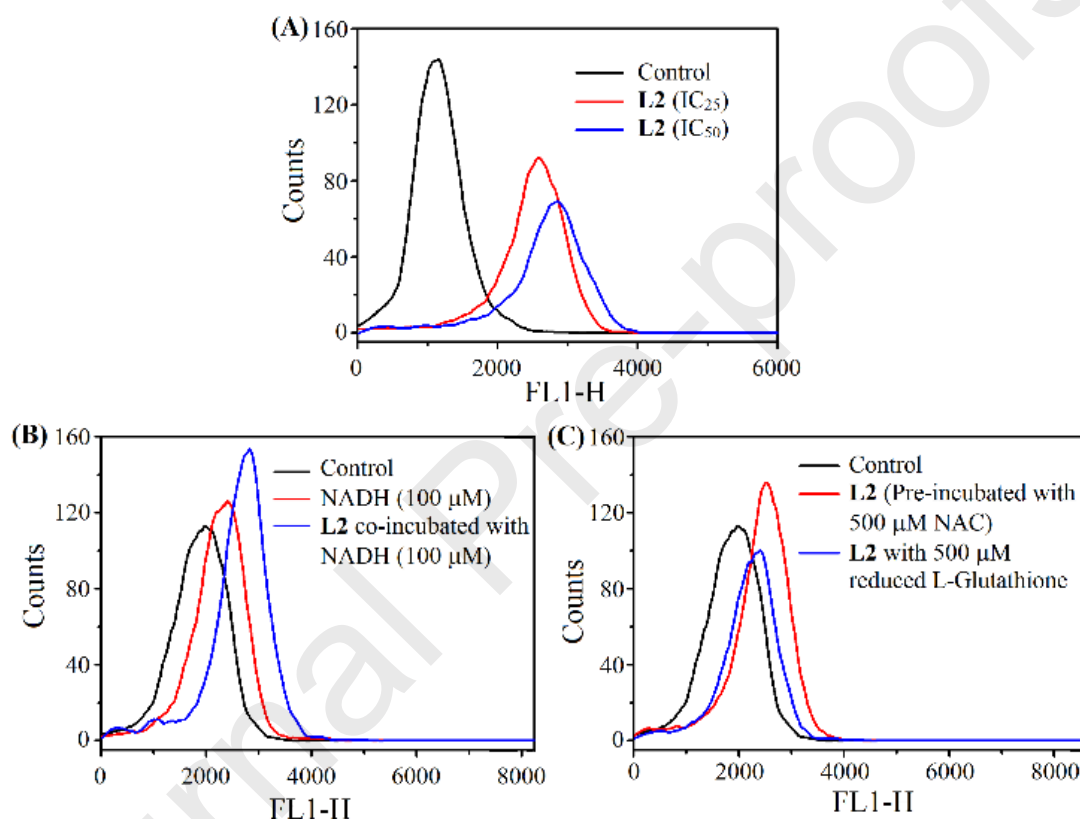 (A)
160
120
80
40
0
Counts
Control
L2 (IC25)
L2 (IC50)
0 2000 4000 6000
FL1-H
(B)
160
120
80
40
0
Counts
Control
NADH (100 μM)
L2 co-incubated with
NADH (100 μM)
0 2000 4000 6000 8000
FL1-H
(C)
160
120
80
40
0
Counts
Control
L2 (Pre-incubated with
500 μM NAC)
L2 with 500 μM
reduced L-Glutathione
0 2000 4000 6000 8000
FL1-H
rnal Pre-proofs